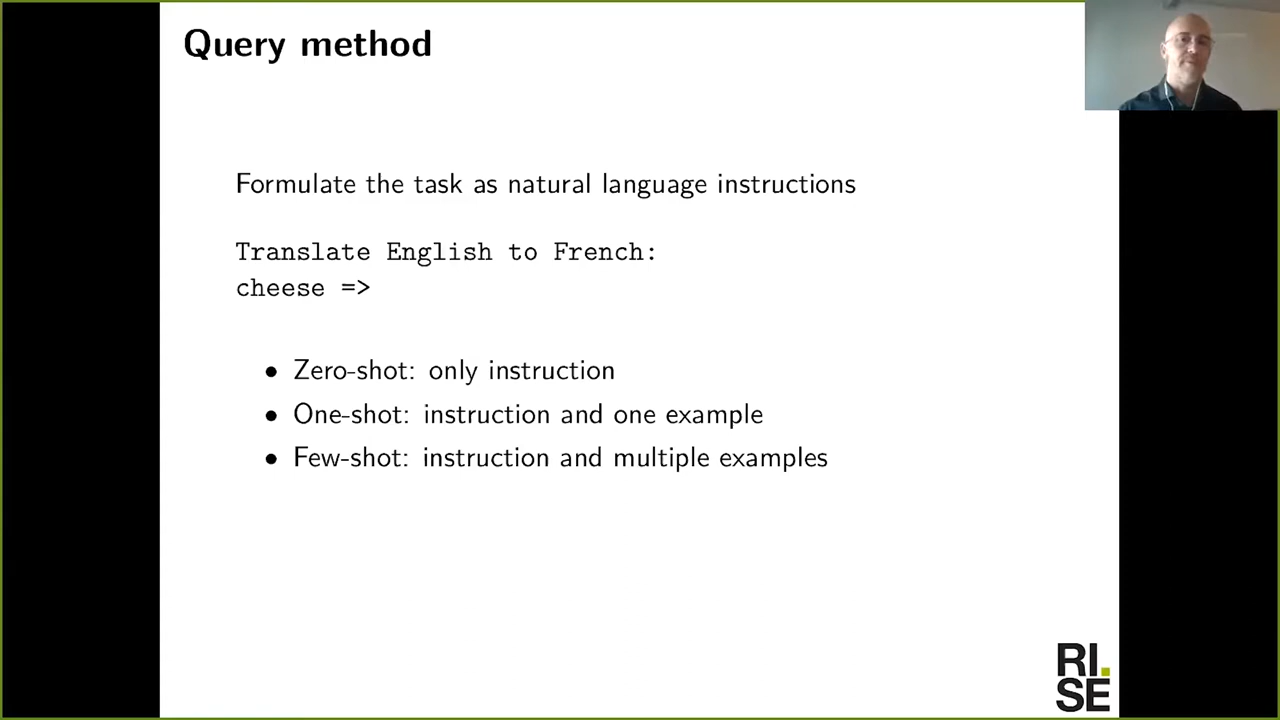 Query method
Formulate the task as natural language instructions
Translate English to French:
cheese =>
• Zero-shot: only instruction
• One-shot: instruction and one example
• Few-shot: instruction and multiple examples
RI.
SE